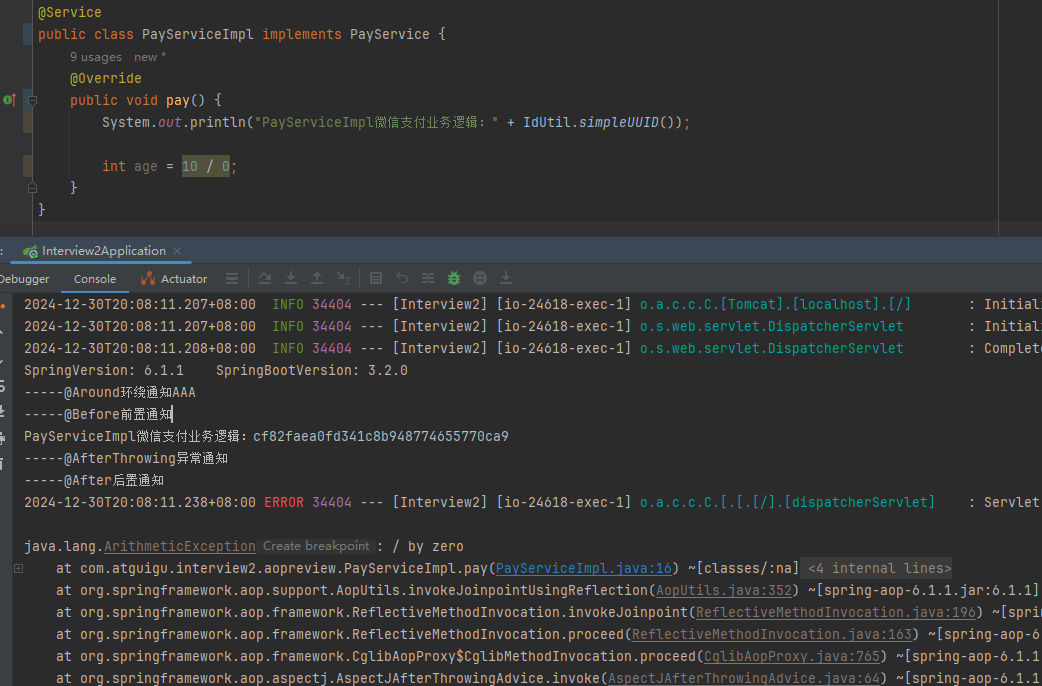 @Service
public class PayServiceImpl implements PayService {
9 usages new *
@Override
public void pay() {
System.out.println("PayServiceImpl微信支付业务逻辑：" + IdUtil.simpleUUID());
int age = 10 / 0;
}
}
: Interview2Application ×
Debugger Console Actuator
2024-12-30T20:08:11.207+08:00 INFO 34404 --- [Interview2] [io-24618-exec-1] o.a.c.c.C.[Tomcat].[localhost].[/] : Initiali
2024-12-30T20:08:11.207+08:00 INFO 34404 --- [Interview2] [io-24618-exec-1] o.s.web.servlet.DispatcherServlet : Initiali
2024-12-30T20:08:11.208+08:00 INFO 34404 --- [Interview2] [io-24618-exec-1] o.s.web.servlet.DispatcherServlet : Complete
SpringVersion: 6.1.1 SpringBootVersion: 3.2.0
-----@Around环绕通知AAA
-----@Before前置通知
PayServiceImpl微信支付业务逻辑：cf82faea0fd341c8b948774655770ca9
-----@AfterThrowing异常通知
-----@After后置通知
2024-12-30T20:08:11.238+08:00 ERROR 34404 --- [Interview2] [io-24618-exec-1] o.a.c.c.C.[.[.[/].[dispatcherServlet] : Servlet
java.lang.ArithmeticException Create breakpoint : / by zero
at com.atguigu.interview2.aopreview.PayServiceImpl.pay(PayServiceImpl.java:16) ~[classes/:na] <4 internal lines>
at org.springframework.aop.support.AopUtils.invokeJoinpointUsingReflection(AopUtils.java:352) ~[spring-aop-6.1.1.jar:6.1.1]
at org.springframework.aop.framework.ReflectiveMethodInvocation.invokeJoinpoint(ReflectiveMethodInvocation.java:196) ~[spri
at org.springframework.aop.framework.ReflectiveMethodInvocation.proceed(ReflectiveMethodInvocation.java:163) ~[spring-aop-6
at org.springframework.aop.framework.CglibAopProxy$CglibMethodInvocation.proceed(CglibAopProxy.java:765) ~[spring-aop-6.1.1
at org.springframework.aop.aspectj.AspectJAfterThrowingAdvice.invoke(AspectJAfterThrowingAdvice.java:64) ~[spring-aop-6.1.1